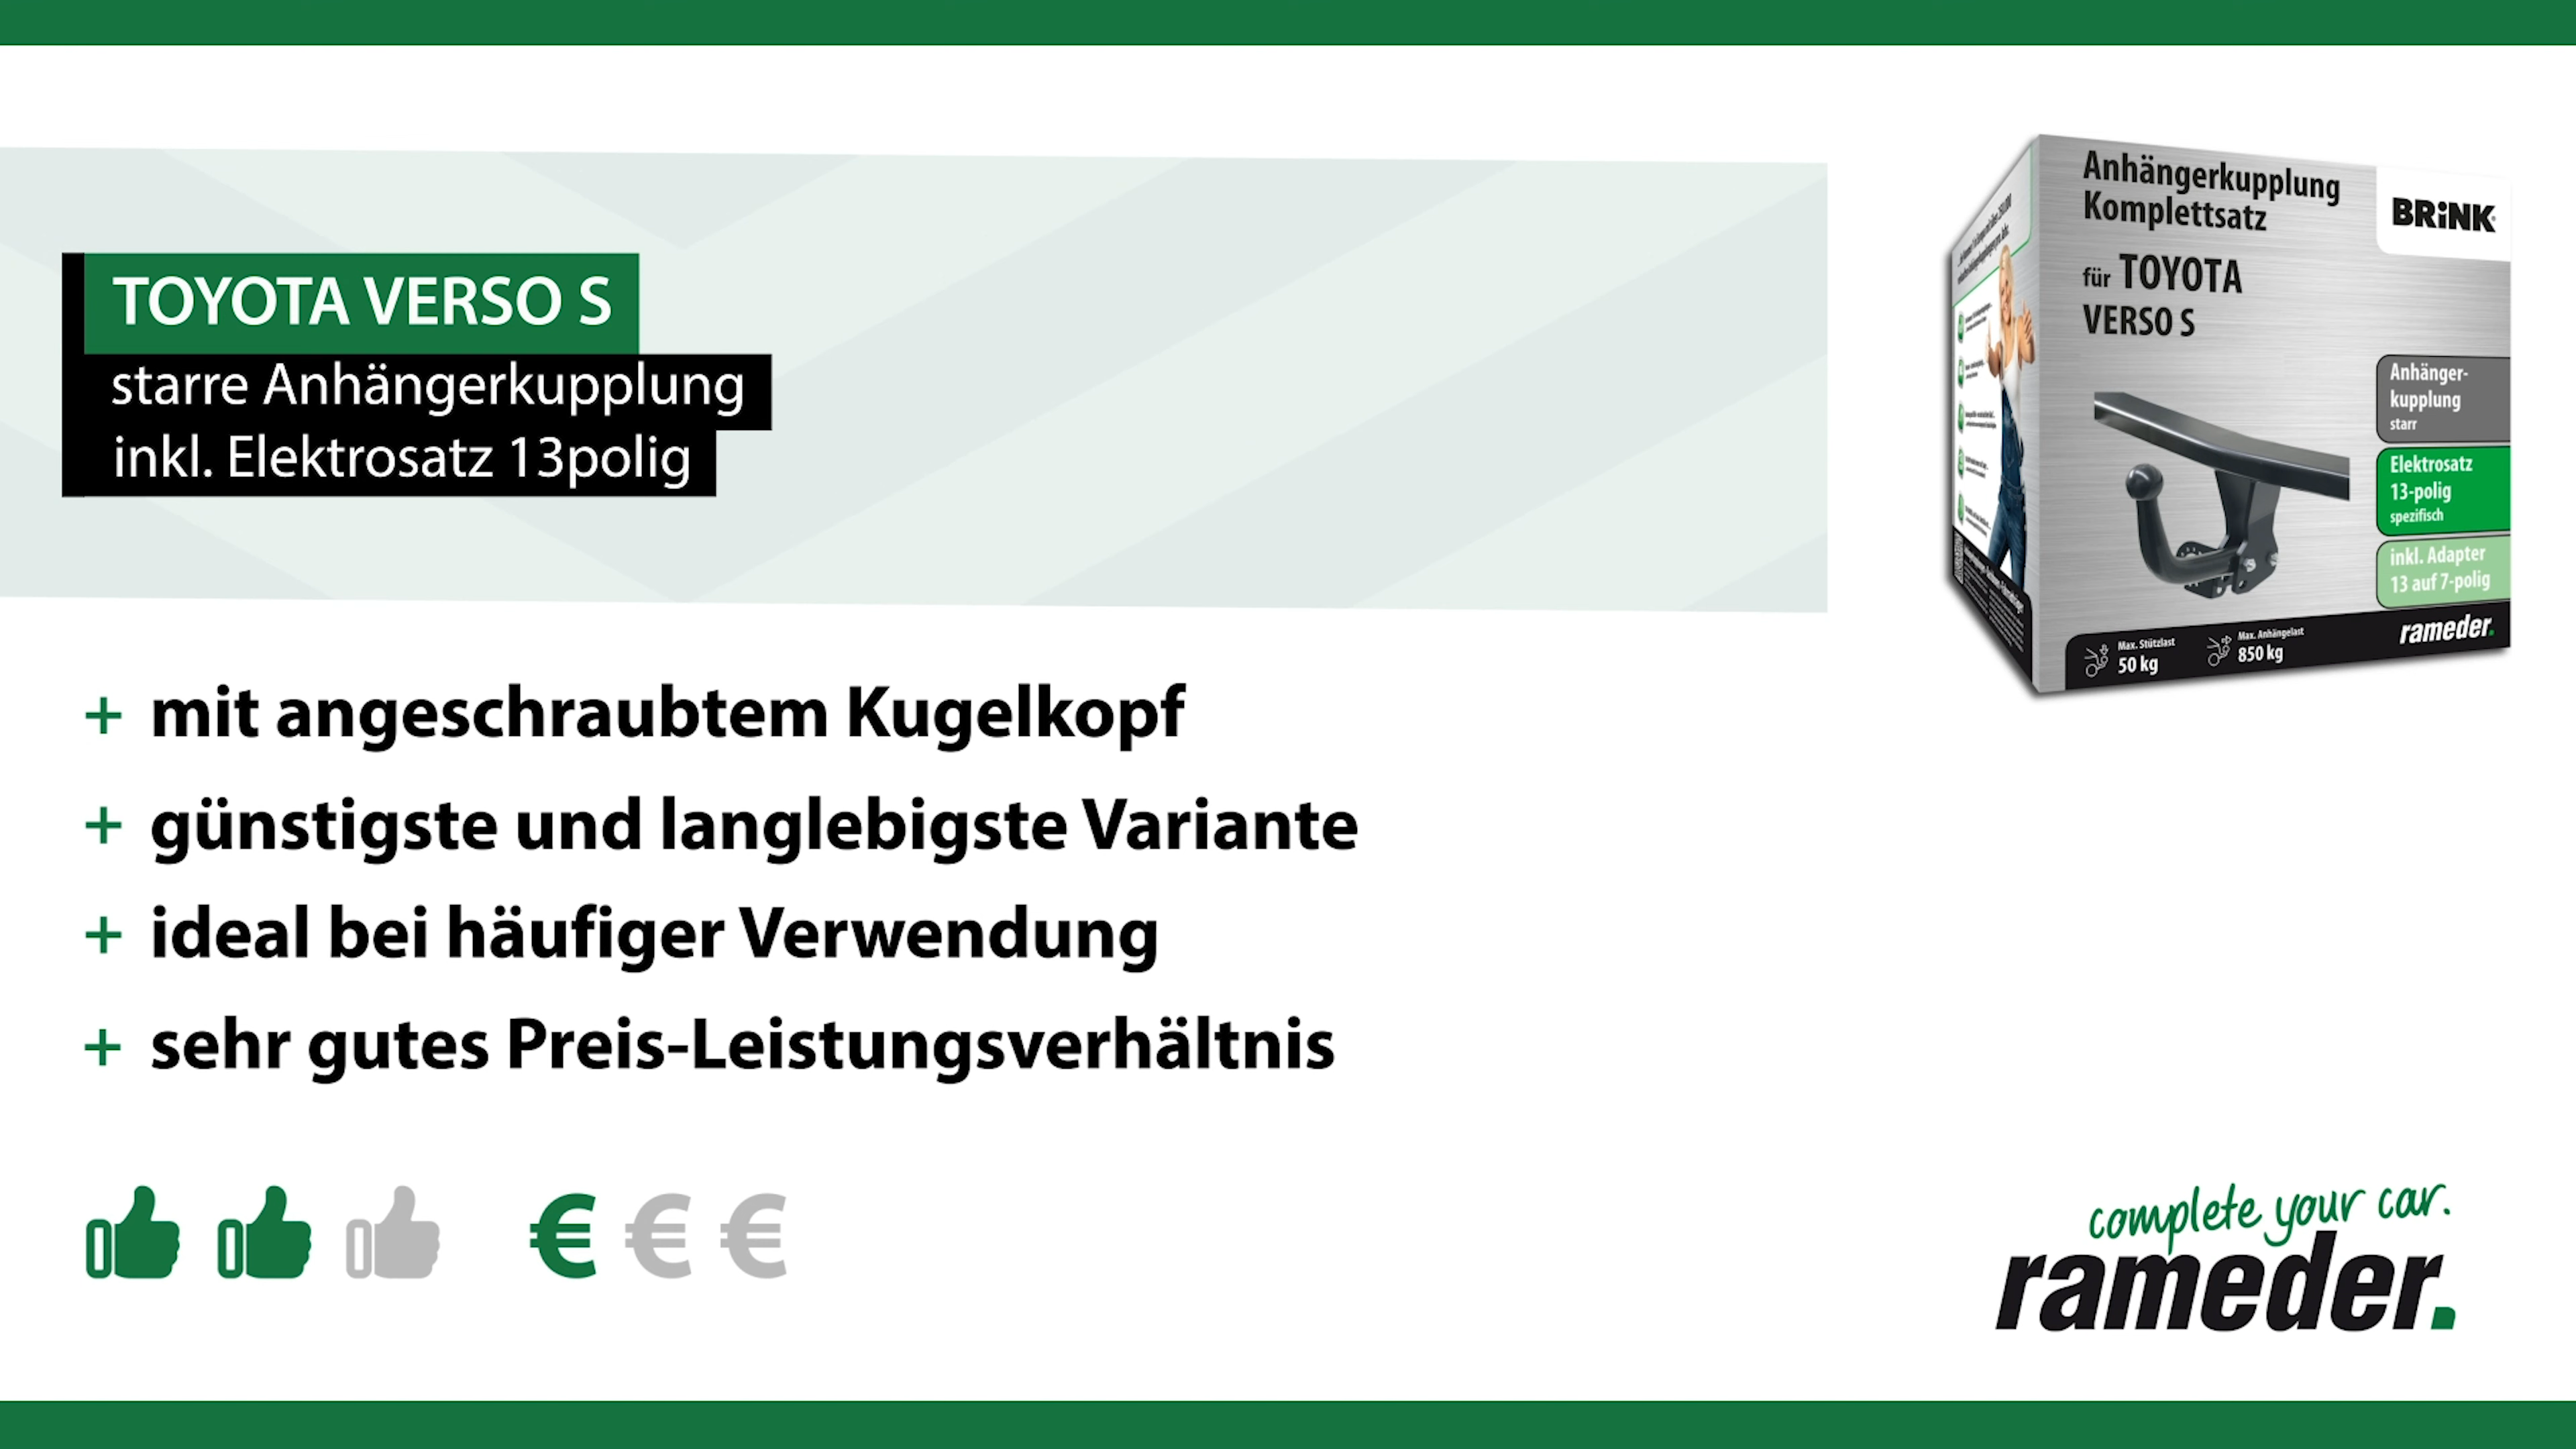 TOYOTA VERSO S
starre Anhängerkupplung
inkl. Elektrosatz 13polig
Anhängerkupplung
Komplettsatz
BRiNK
für TOYOTA
VERSO S
Anhänger-
kupplung
starr
Elektrosatz
13-polig
spezifisch
inkl. Adapter
13 auf 7-polig
Max. Stützlast
50 kg
Max. Anhängelast
850 kg
rameder.
+ mit angeschraubtem Kugelkopf
+ günstigste und langlebigste Variante
+ ideal bei häufiger Verwendung
+ sehr gutes Preis-Leistungsverhältnis
€ € €
complete your car.
rameder.